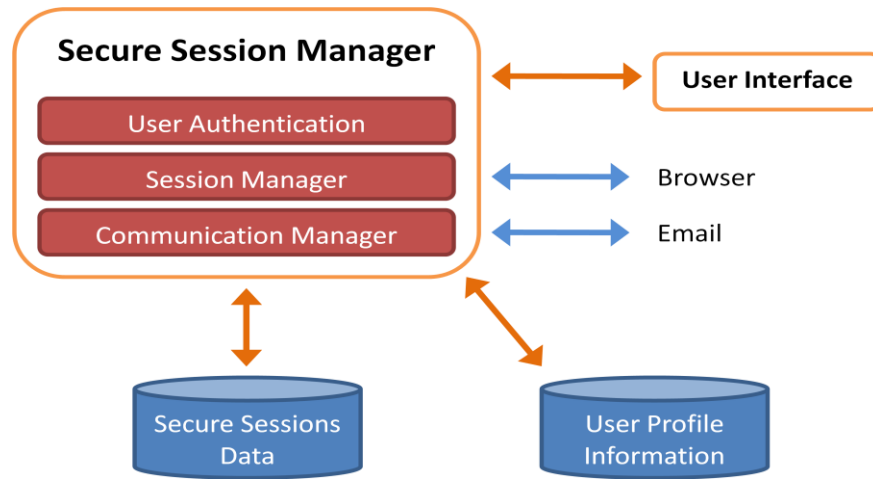 Secure Session Manager
User Interface
User Authentication
Session Manager
Browser
Communication Manager
Email
Secure Sessions
Data
User Profile
Information